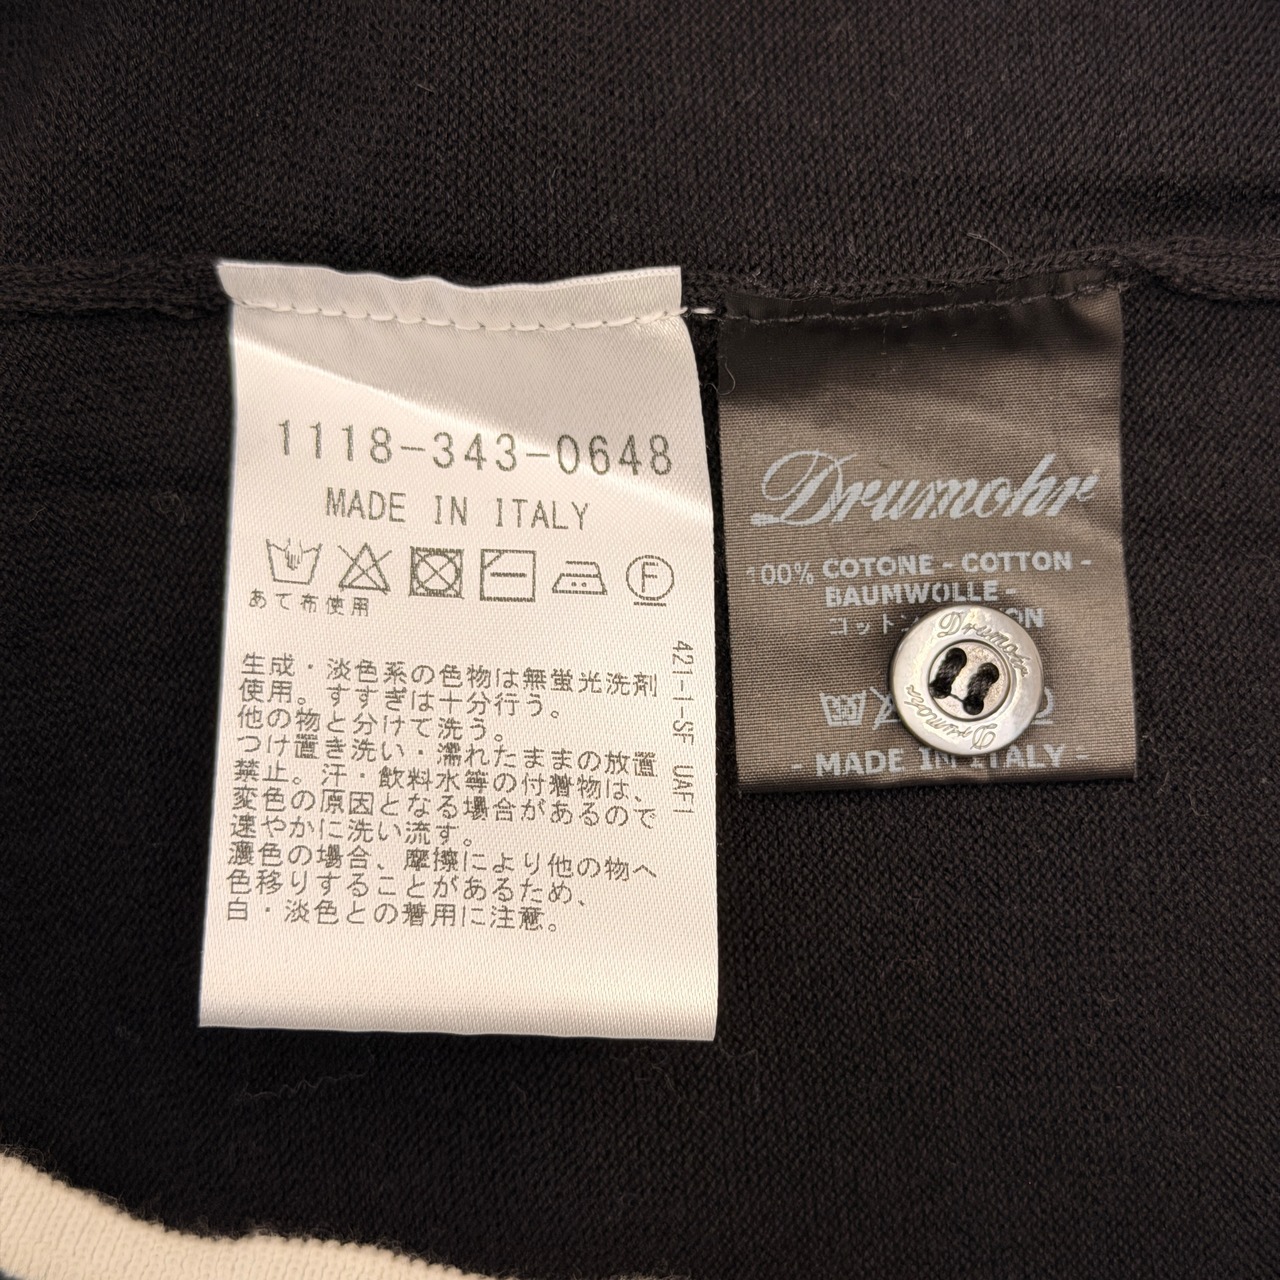 1118-343-0648
MADE IN ITALY
F
あて布使用
生成・淡色系の色物は無蛍光洗剤
使用。すすぎは十分行う。
他の物と分けて洗う。
つけ置き洗い・濡れたままの放置
禁止。汗・飲料水等の付着物は、
変色の原因となる場合があるので
速やかに洗い流す。
濃色の場合、摩擦により他の物へ
色移りすることがあるため、
白・淡色との着用に注意。
421-1-SF UAF1
Drumohr
100% COTONE - COTTON -
BAUMWOLLE -
コットン
- MADE IN ITALY -
Drumohr
Drumohr